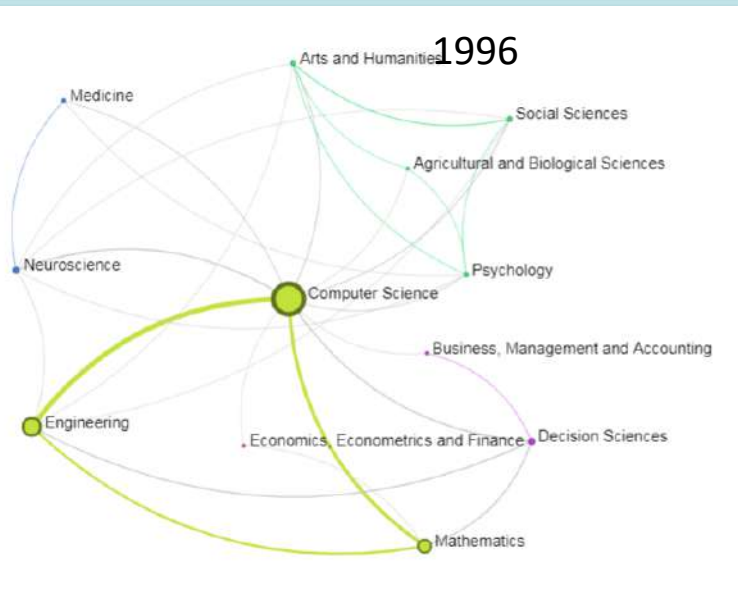 1996
Arts and Humanities
Medicine
Social Sciences
Agricultural and Biological Sciences
Neuroscience
Psychology
Computer Science
Business, Management and Accounting
Engineering
Economics, Econometrics and Finance
Decision Sciences
Mathematics